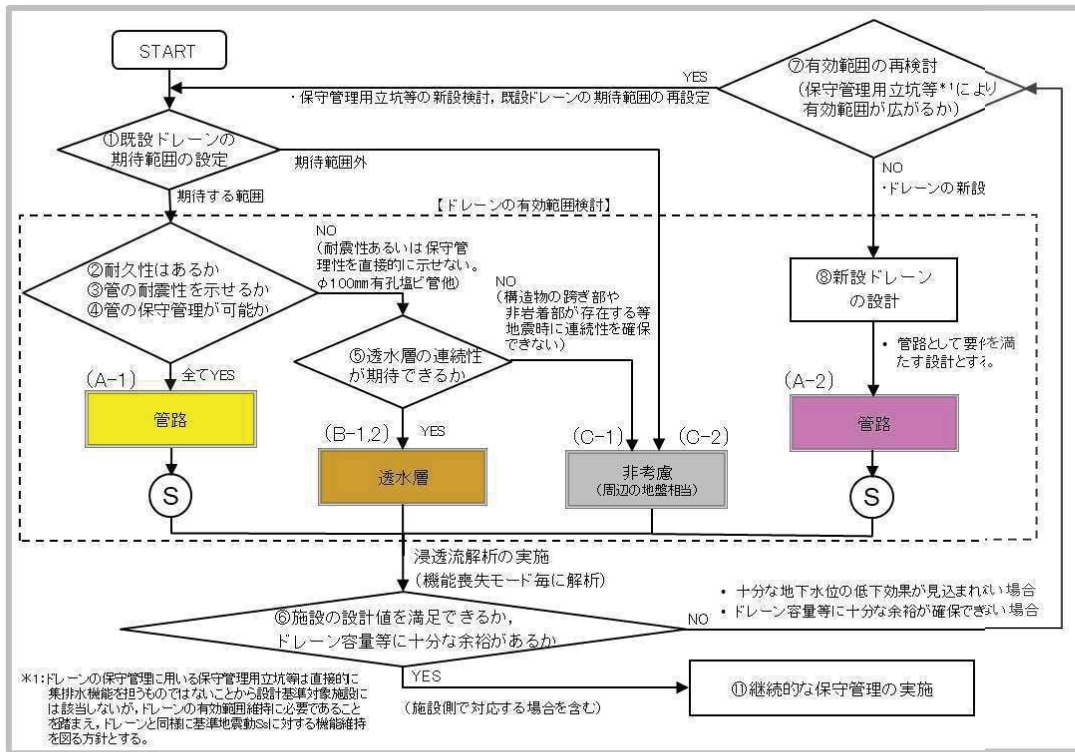 START
YES
・保守管理用立坑等の新設検討，既設ドレーンの期待範囲の再設定
⑦有効範囲の再検討
（保守管理用立坑等*1により
有効範囲が広がるか）
①既設ドレーンの
期待範囲の設定
期待範囲外
期待する範囲
NO
・ドレーンの新設
【ドレーンの有効範囲検討】
②耐久性はあるか
③管の耐震性を示せるか
④管の保守管理が可能か
NO
（耐震性あるいは保守管
理性を直接的に示せない。
φ100mm有孔塩ビ管他）
NO
（構造物の跨ぎ部や
非岩着部が存在する等
地震時に連続性を確保
できない）
⑧新設ドレーン
の設計
• 管路として要件を満
たす設計とする。
⑤透水層の連続性
が期待できるか
(A-1)
全てYES
管路
(B-1,2)
YES
透水層
(C-1)
(C-2)
非考慮
（周辺の地盤相当）
(A-2)
管路
S
S
浸透流解析の実施
（機能喪失モード毎に解析）
⑥施設の設計値を満足できるか，
ドレーン容量等に十分な余裕があるか
NO
• 十分な地下水位の低下効果が見込まれない場合
• ドレーン容量等に十分な余裕が確保できない場合
YES
（施設側で対応する場合を含む）
⑪継続的な保守管理の実施
*1:ドレーンの保守管理に用いる保守管理用立坑等は直接的に
集排水機能を担うものではないことから設計基準対象施設に
は該当しないが，ドレーンの有効範囲維持に必要であること
を踏まえ，ドレーンと同様に基準地震動Ssに対する機能維持
を図る方針とする。